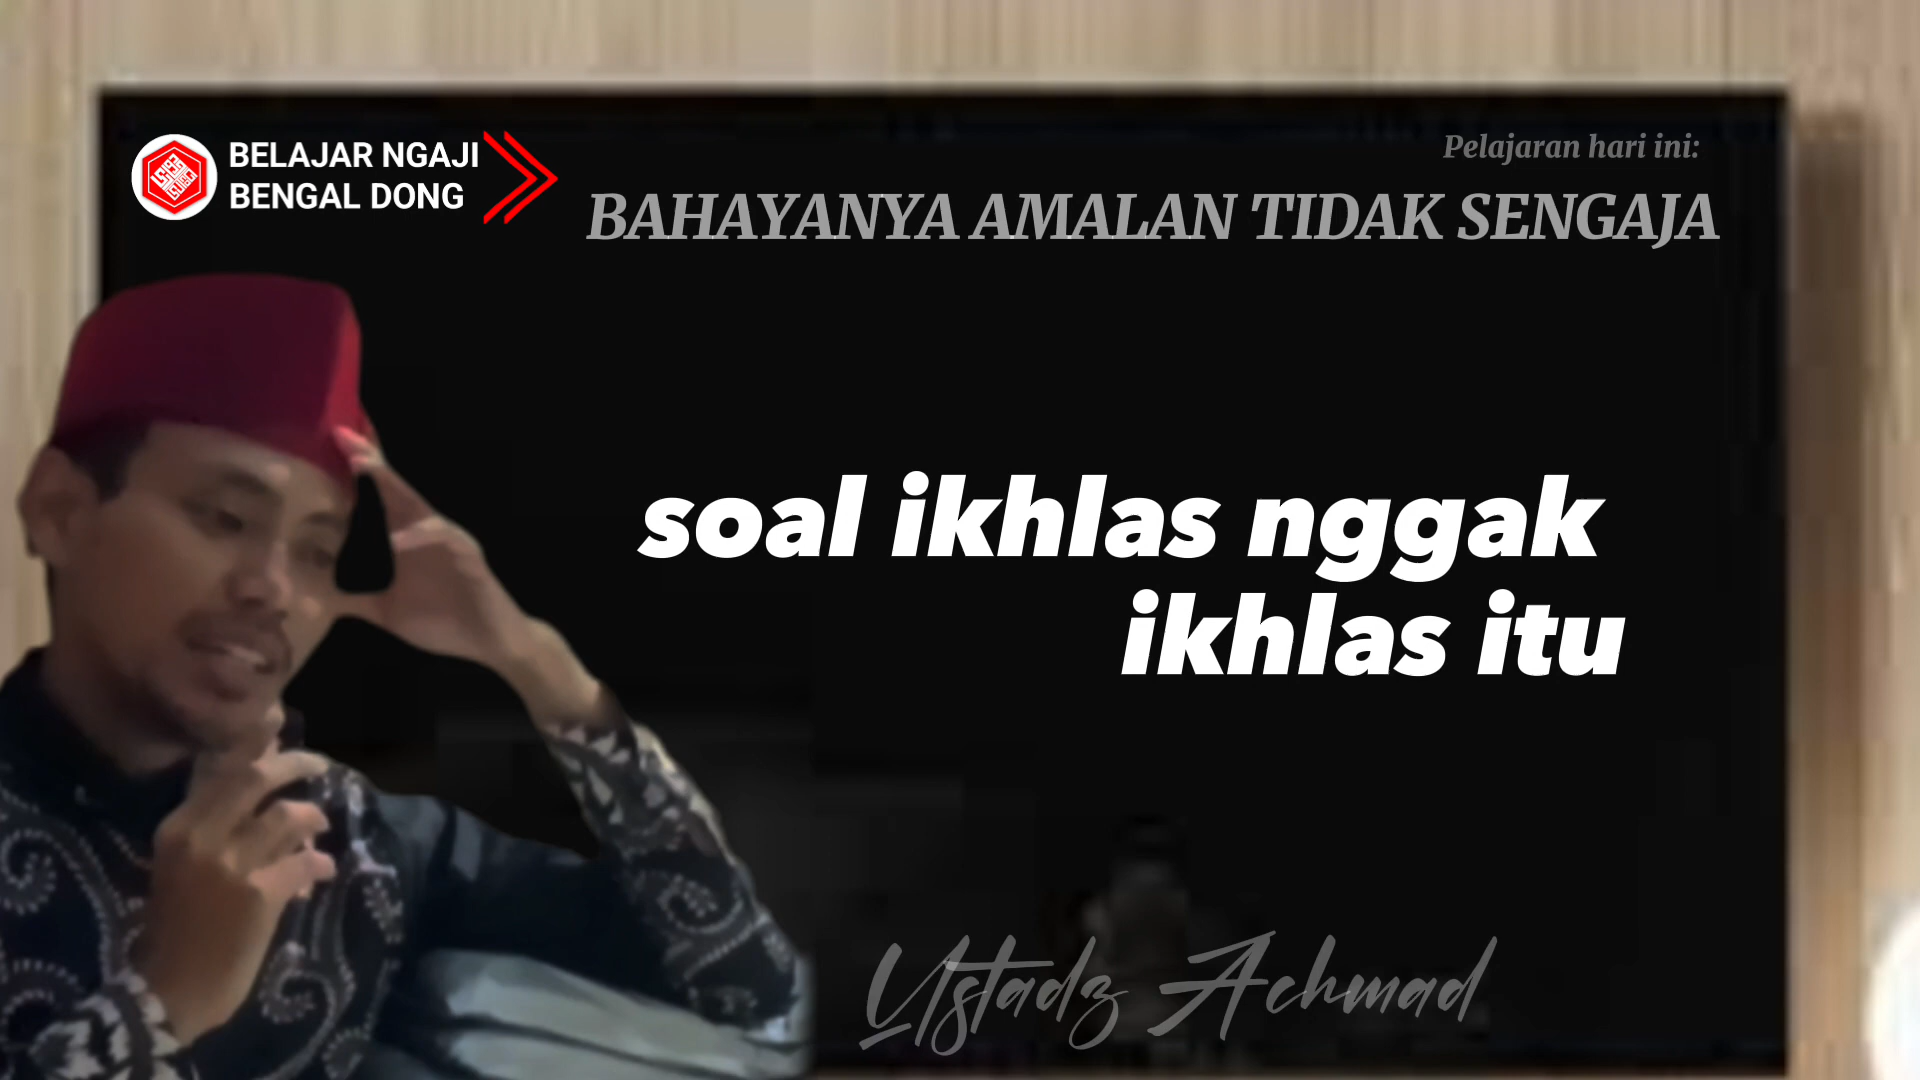 BELAJAR NGAJI
BENGAL DONG
Pelajaran hari ini:
BAHAYANYA AMALAN TIDAK SENGAJA
soal ikhlas nggak
ikhlas itu
Ustadz Achmad